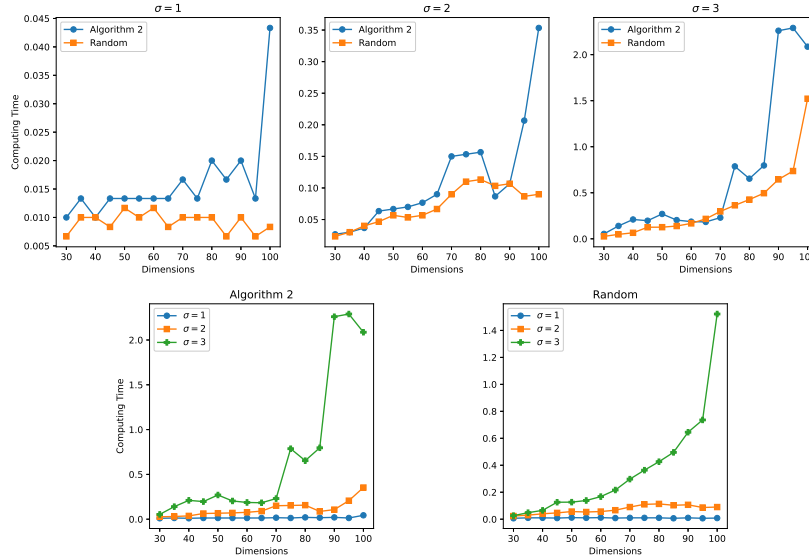 σ = 1
0.045
0.040
0.035
0.030
0.025
0.020
0.015
0.010
0.005
Computing Time
Algorithm 2
Random
30 40 50 60 70 80 90 100
Dimensions
σ = 2
0.35
0.30
0.25
0.20
0.15
0.10
0.05
Algorithm 2
Random
30 40 50 60 70 80 90 100
Dimensions
σ = 3
2.0
1.5
1.0
0.5
0.0
Algorithm 2
Random
30 40 50 60 70 80 90 100
Dimensions
Algorithm 2
2.0
1.5
1.0
0.5
0.0
Computing Time
σ = 1
σ = 2
σ = 3
30 40 50 60 70 80 90 100
Dimensions
Random
1.4
1.2
1.0
0.8
0.6
0.4
0.2
0.0
σ = 1
σ = 2
σ = 3
30 40 50 60 70 80 90 100
Dimensions